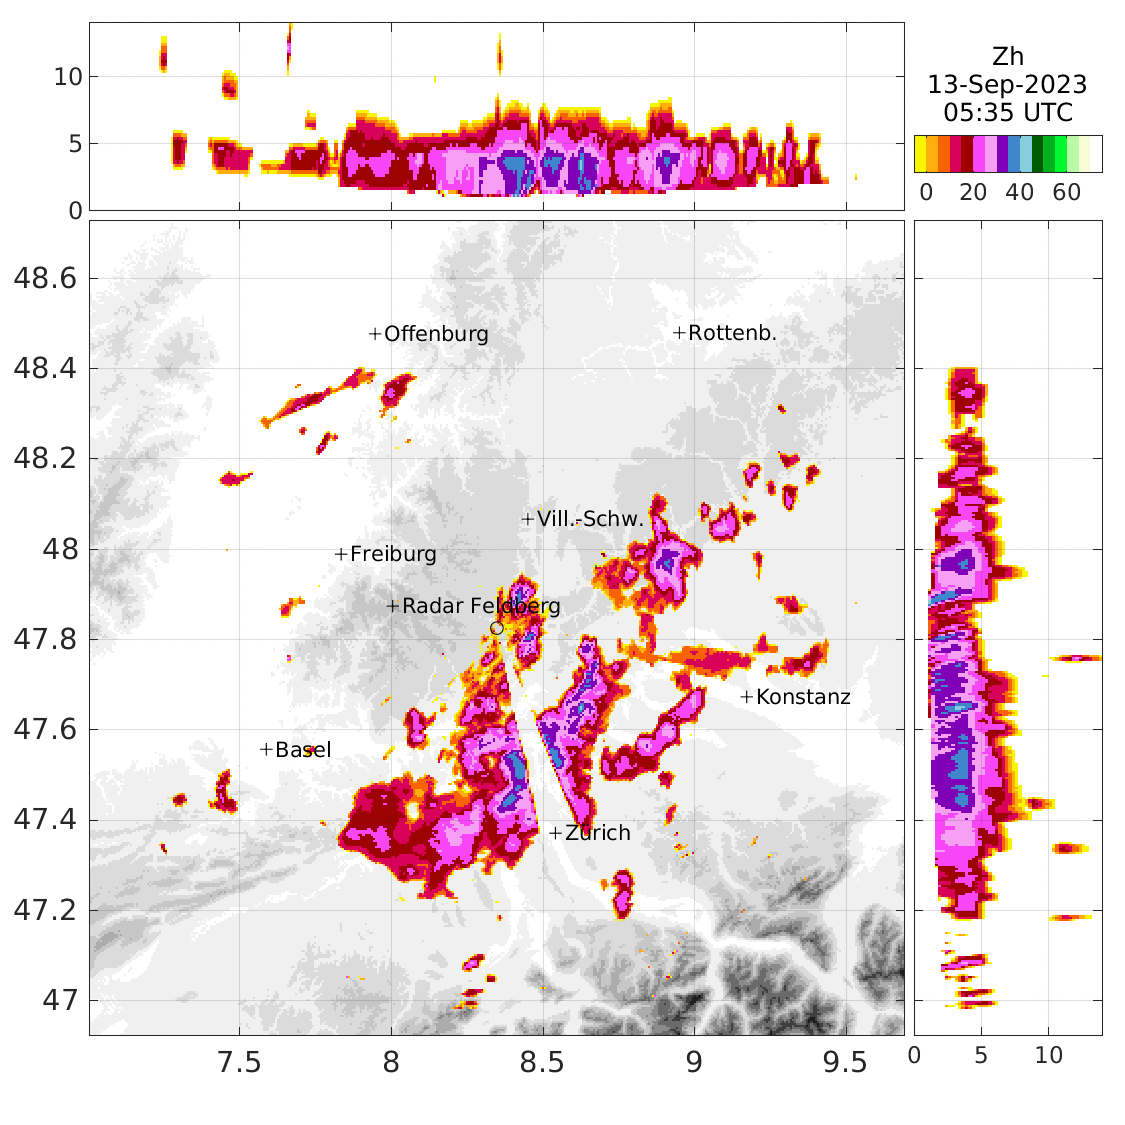 Zh
13-Sep-2023
05:35 UTC
10
5
0
0 20 40 60
48.6
+Offenburg
+Rottenb.
48.4
48.2
+Vill.-Schw.
48
+Freiburg
+Radar Feldberg
47.8
+Konstanz
47.6
+Basel
47.4
+Zürich
47.2
47
7.5 8 8.5 9 9.5
0 5 10